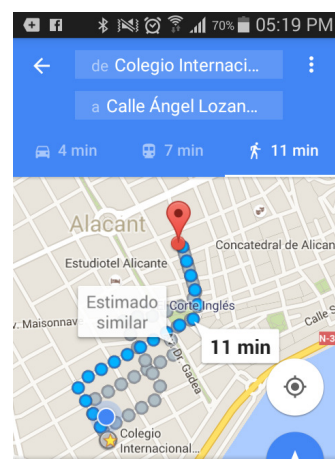 70% 05:19 PM
de Colegio Internaci...
a Calle Ángel Lozan...
4 min
7 min
11 min
Alacant
Concatedral de Alican
Estudiotel Alicante
Estimado
similar
Corte Inglés
v. Maisonnav
Calle S
N-3
11 min
Dr. Gadea
Colegio
Internacional...